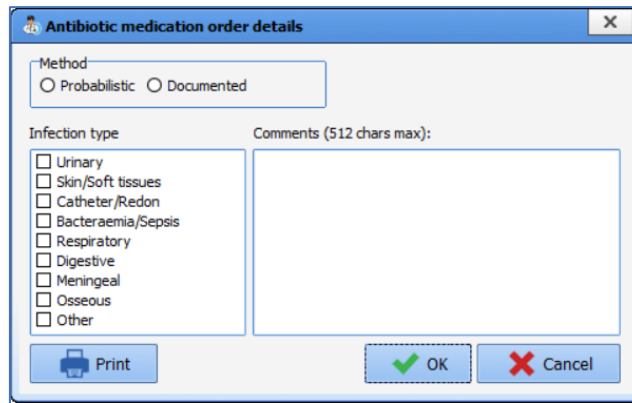 Antibiotic medication order details
Method
Probabilistic Documented
Infection type Comments (512 chars max):
Urinary
Skin/Soft tissues
Catheter/Redon
Bacteraemia/Sepsis
Respiratory
Digestive
Meningeal
Osseous
Other
Print OK Cancel